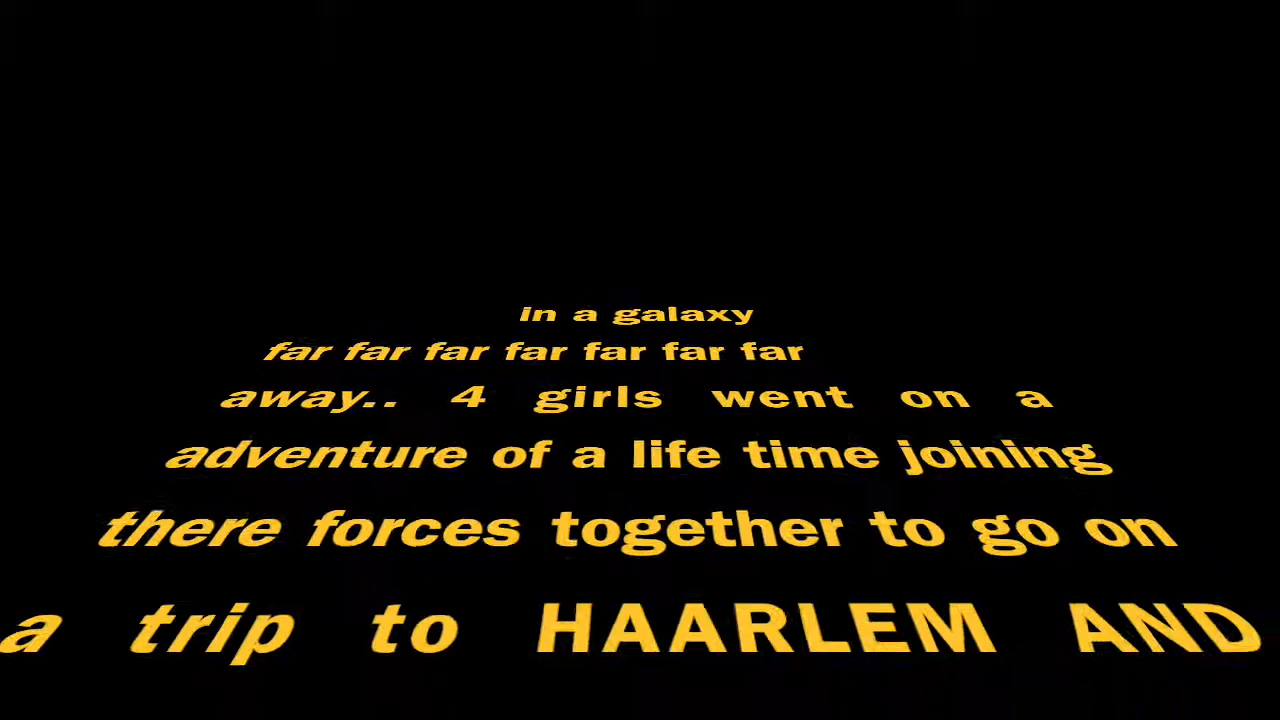 in a galaxy
far far far far far far far
away.. 4 girls went on a
adventure of a life time joining
there forces together to go on
a trip to HAARLEM AND